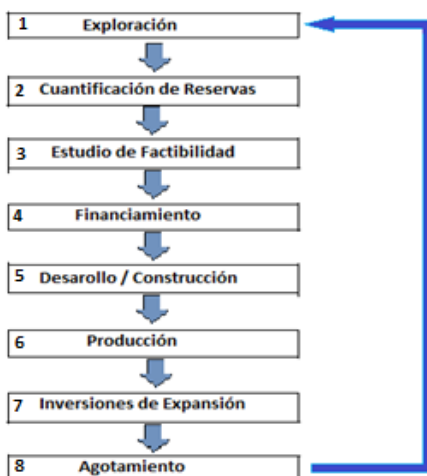 1 Exploración
2 Cuantificación de Reservas
3 Estudio de Factibilidad
4 Financiamiento
5 Desarollo / Construcción
6 Producción
7 Inversiones de Expansión
8 Agotamiento